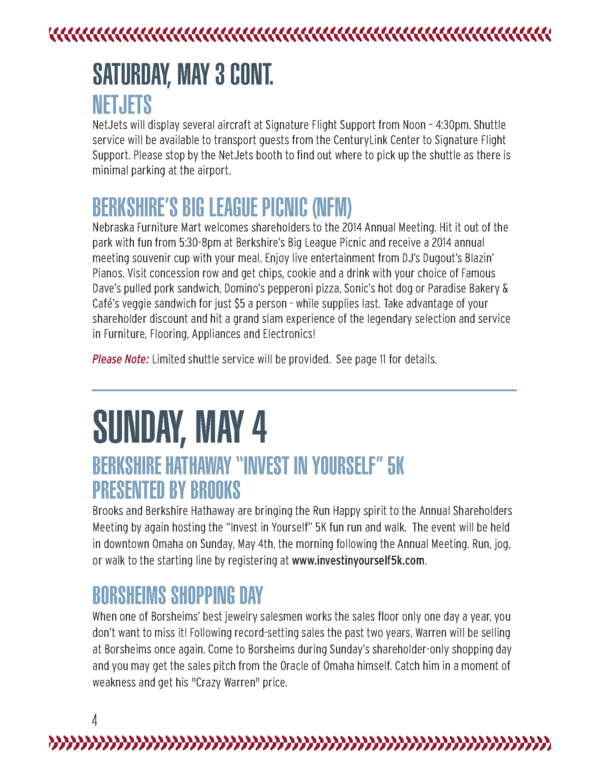 SATURDAY, MAY 3 CONT.
NETJETS
NetJets will display several aircraft at Signature Flight Support from Noon – 4:30pm. Shuttle
service will be available to transport guests from the CenturyLink Center to Signature Flight
Support. Please stop by the NetJets booth to find out where to pick up the shuttle as there is
minimal parking at the airport.
BERKSHIRE'S BIG LEAGUE PICNIC (NFM)
Nebraska Furniture Mart welcomes shareholders to the 2014 Annual Meeting. Hit it out of the
park with fun from 5:30-8pm at Berkshire's Big League Picnic and receive a 2014 annual
meeting souvenir cup with your meal. Enjoy live entertainment from DJ's Dugout's Blazin'
Pianos. Visit concession row and get chips, cookie and a drink with your choice of Famous
Dave's pulled pork sandwich, Domino's pepperoni pizza, Sonic's hot dog or Paradise Bakery &
Café's veggie sandwich for just $5 a person - while supplies last. Take advantage of your
shareholder discount and hit a grand slam experience of the legendary selection and service
in Furniture, Flooring, Appliances and Electronics!
Please Note: Limited shuttle service will be provided. See page 11 for details.
SUNDAY, MAY 4
BERKSHIRE HATHAWAY "INVEST IN YOURSELF" 5K
PRESENTED BY BROOKS
Brooks and Berkshire Hathaway are bringing the Run Happy spirit to the Annual Shareholders
Meeting by again hosting the "Invest in Yourself" 5K fun run and walk. The event will be held
in downtown Omaha on Sunday, May 4th, the morning following the Annual Meeting. Run, jog,
or walk to the starting line by registering at www.investinyourself5k.com.
BORSHEIMS SHOPPING DAY
When one of Borsheims' best jewelry salesmen works the sales floor only one day a year, you
don't want to miss it! Following record-setting sales the past two years, Warren will be selling
at Borsheims once again. Come to Borsheims during Sunday's shareholder-only shopping day
and you may get the sales pitch from the Oracle of Omaha himself. Catch him in a moment of
weakness and get his "Crazy Warren" price.
4